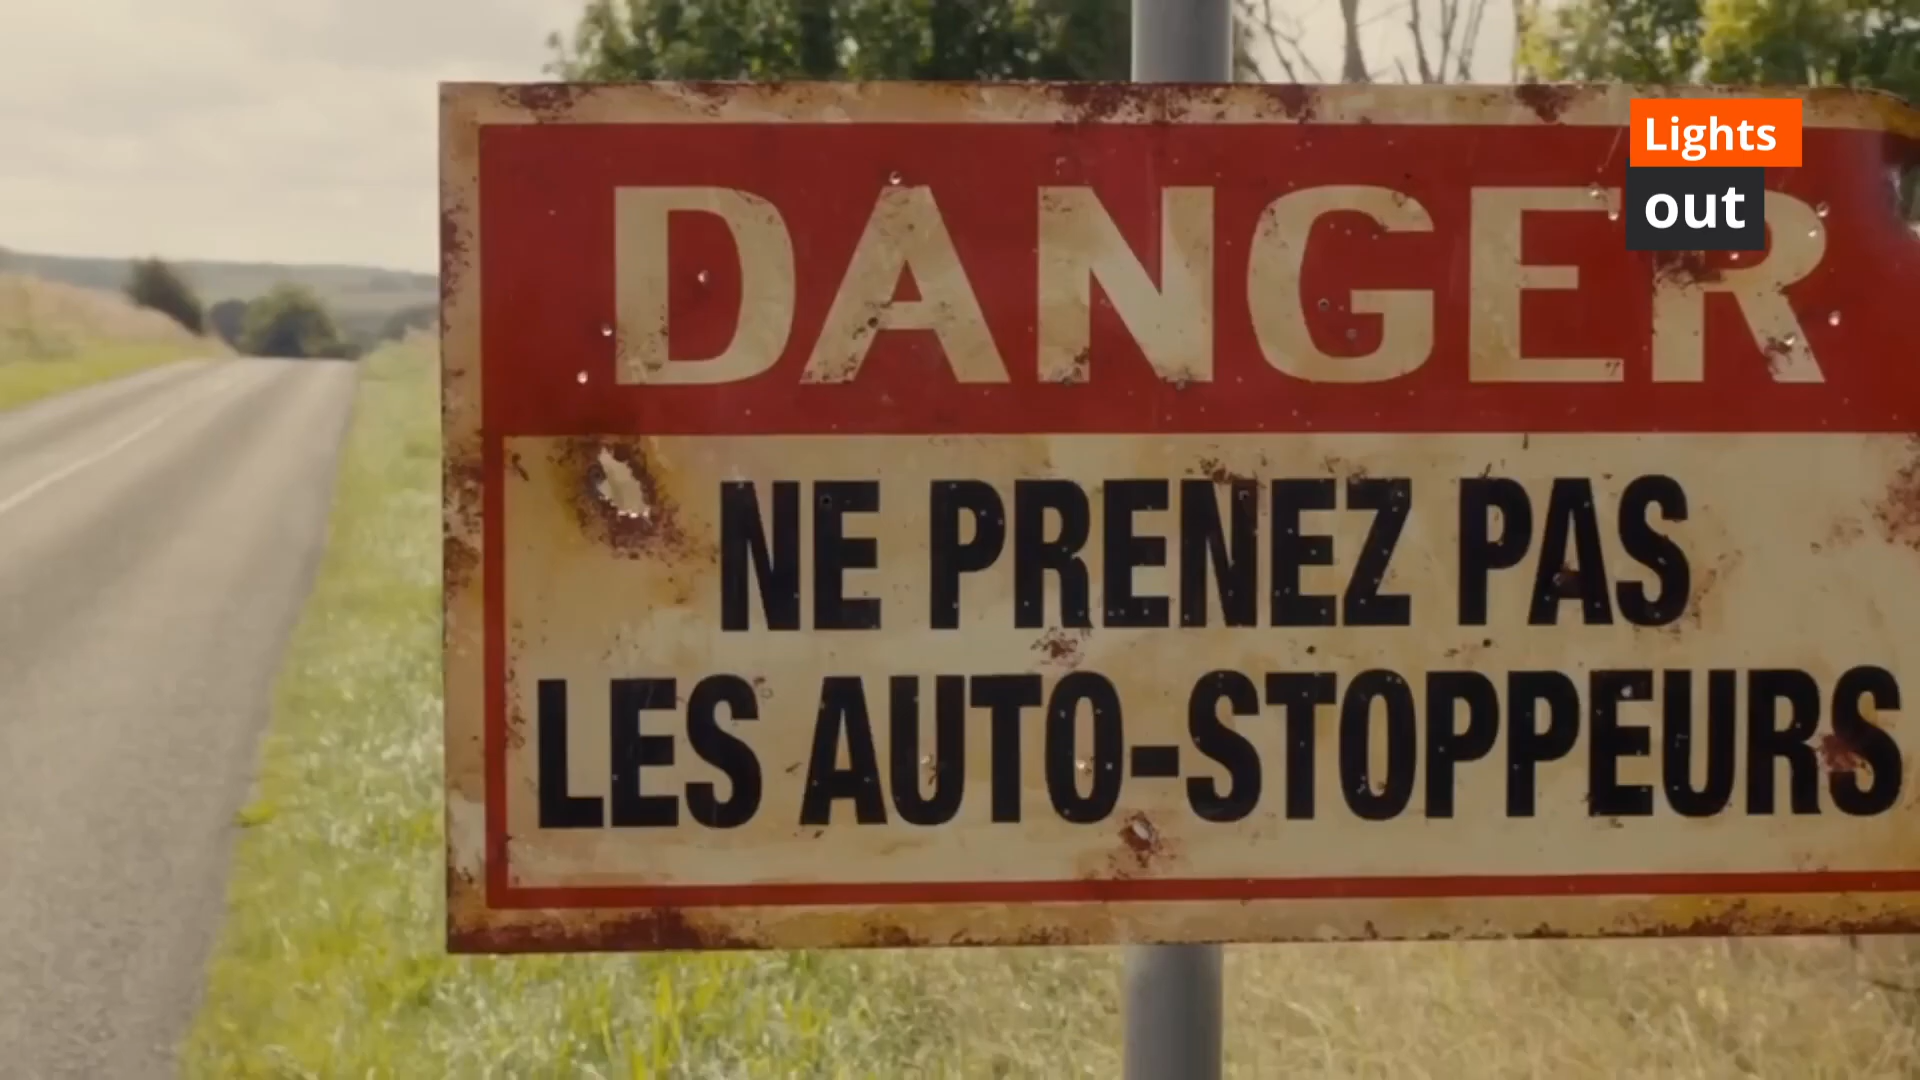 Lights
out
DANGER
NE PRENEZ PAS
LES AUTO-STOPPEURS